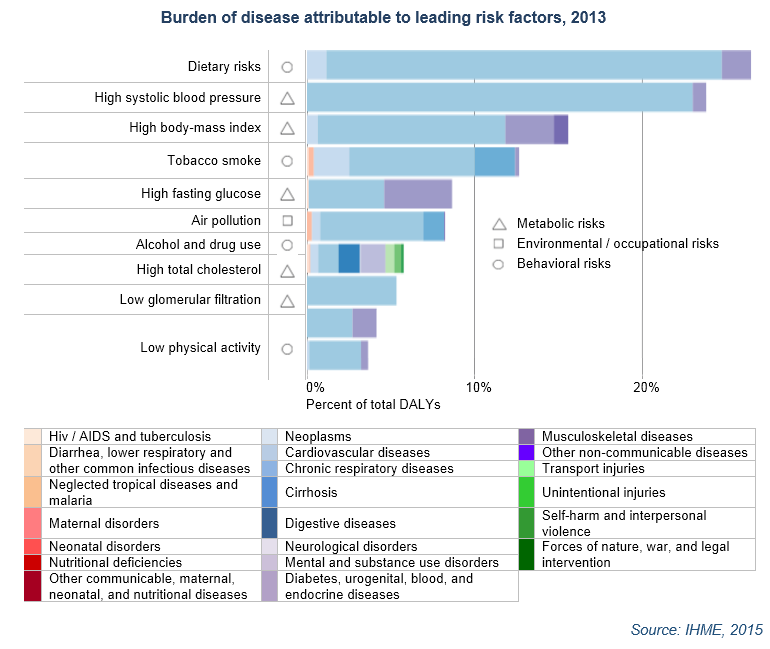 Burden of disease attributable to leading risk factors, 2013
Dietary risks
High systolic blood pressure
High body-mass index
Tobacco smoke
High fasting glucose
Air pollution
Alcohol and drug use
High total cholesterol
Low glomerular filtration
Low physical activity
Metabolic risks
Environmental / occupational risks
Behavioral risks
0%
10%
20%
Percent of total DALYs
Hiv / AIDS and tuberculosis
Diarrhea, lower respiratory and
other common infectious diseases
Neglected tropical diseases and
malaria
Maternal disorders
Neonatal disorders
Nutritional deficiencies
Other communicable, maternal,
neonatal, and nutritional diseases
Neoplasms
Cardiovascular diseases
Chronic respiratory diseases
Cirrhosis
Digestive diseases
Neurological disorders
Mental and substance use disorders
Diabetes, urogenital, blood, and
endocrine diseases
Musculoskeletal diseases
Other non-communicable diseases
Transport injuries
Unintentional injuries
Self-harm and interpersonal
violence
Forces of nature, war, and legal
intervention
Source: IHME, 2015